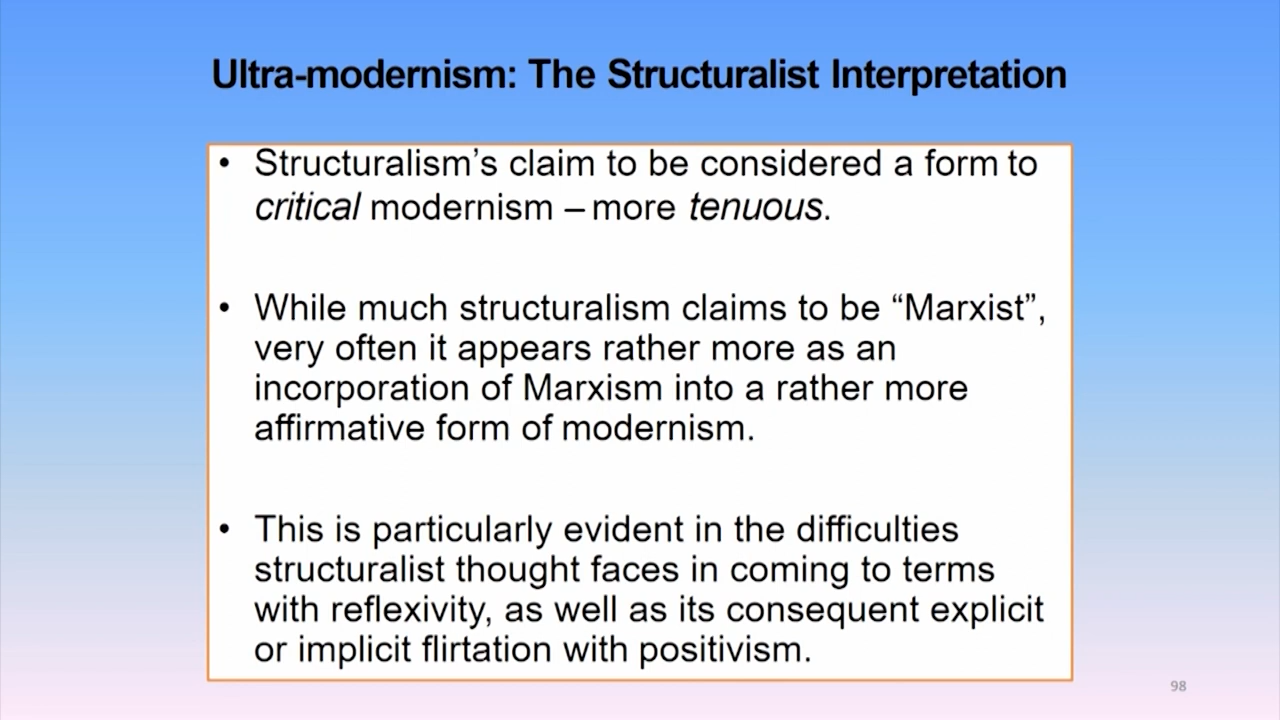 Ultra-modernism: The Structuralist Interpretation
• Structuralism’s claim to be considered a form to
critical modernism – more tenuous.
• While much structuralism claims to be “Marxist”,
very often it appears rather more as an
incorporation of Marxism into a rather more
affirmative form of modernism.
• This is particularly evident in the difficulties
structuralist thought faces in coming to terms
with reflexivity, as well as its consequent explicit
or implicit flirtation with positivism.
98